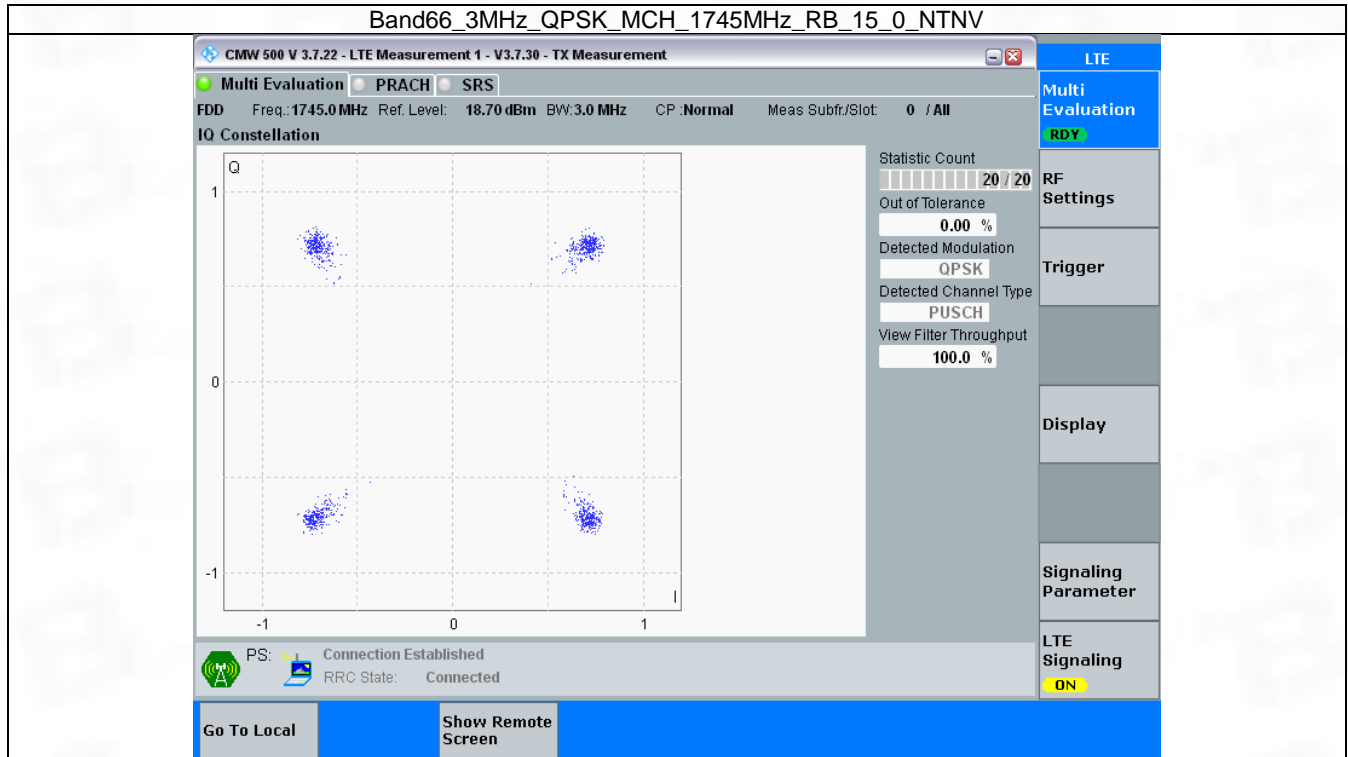 Band66_3MHz_QPSK_MCH_1745MHz_RB_15_0_NTNV
CMW 500 V 3.7.22 - LTE Measurement 1 - V3.7.30 - TX Measurement
LTE
Multi Evaluation PRACH SRS
Multi
Evaluation
RDY
FDD Freq.:1745.0 MHz Ref. Level: 18.70 dBm BW:3.0 MHz CP :Normal Meas Subfr./Slot: 0 / All
IQ Constellation
Q
1
0
-1
I
-1 0 1
Statistic Count
20 / 20
Out of Tolerance
0.00 %
Detected Modulation
QPSK
Detected Channel Type
PUSCH
View Filter Throughput
100.0 %
RF
Settings
Trigger
Display
Signaling
Parameter
LTE
Signaling
ON
PS: Connection Established
RRC State: Connected
Go To Local
Show Remote
Screen